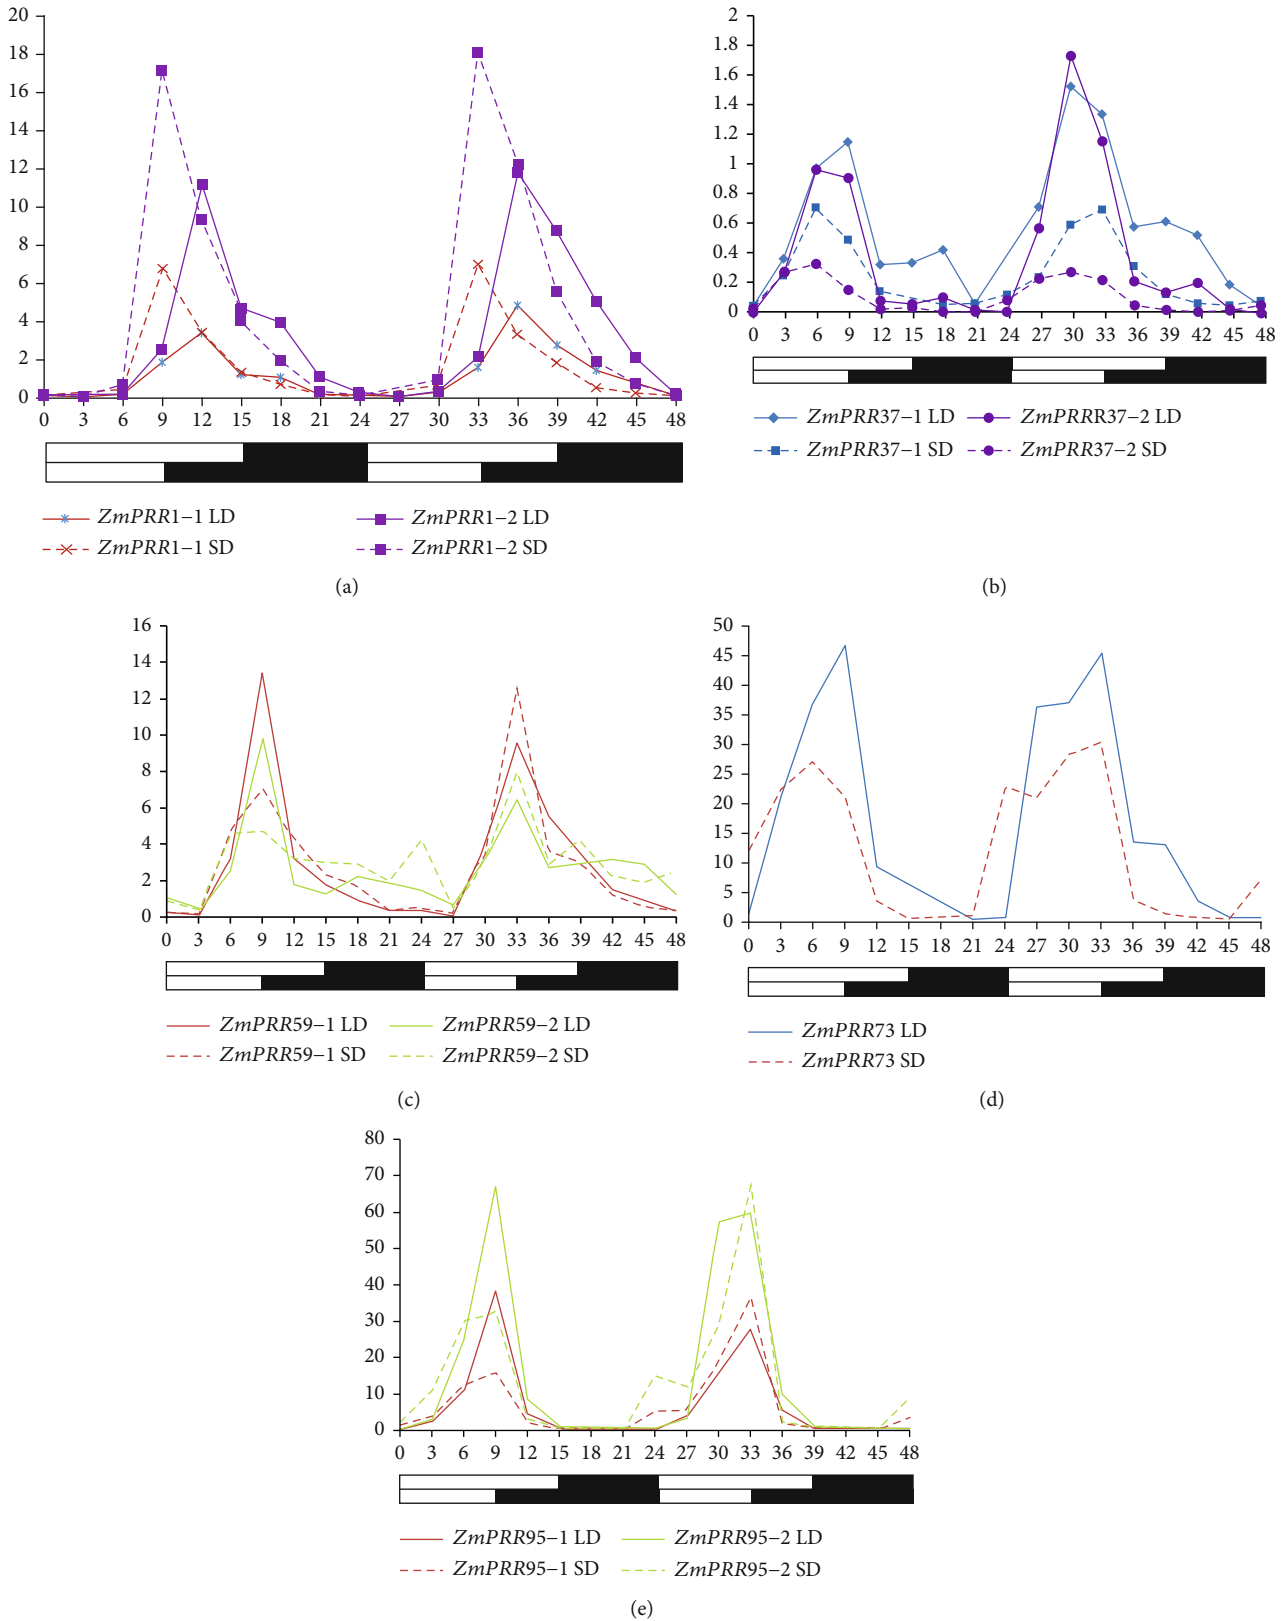 20
18
16
14
12
10
8
6
4
2
0
0 3 6 9 12 15 18 21 24 27 30 33 36 39 42 45 48
ZmPRR1−1 LD
ZmPRR1−2 LD
ZmPRR1−1 SD
ZmPRR1−2 SD
(a)
2
1.8
1.6
1.4
1.2
1
0.8
0.6
0.4
0.2
0
0 3 6 9 12 15 18 21 24 27 30 33 36 39 42 45 48
ZmPRR37−1 LD
ZmPRRR37−2 LD
ZmPRR37−1 SD
ZmPRR37−2 SD
(b)
16
14
12
10
8
6
4
2
0
0 3 6 9 12 15 18 21 24 27 30 33 36 39 42 45 48
ZmPRR59−1 LD
ZmPRR59−2 LD
ZmPRR59−1 SD
ZmPRR59−2 SD
(c)
50
45
40
35
30
25
20
15
10
5
0
0 3 6 9 12 15 18 21 24 27 30 33 36 39 42 45 48
ZmPRR73 LD
ZmPRR73 SD
(d)
80
70
60
50
40
30
20
10
0
0 3 6 9 12 15 18 21 24 27 30 33 36 39 42 45 48
ZmPRR95−1 LD
ZmPRR95−2 LD
ZmPRR95−1 SD
ZmPRR95−2 SD
(e)